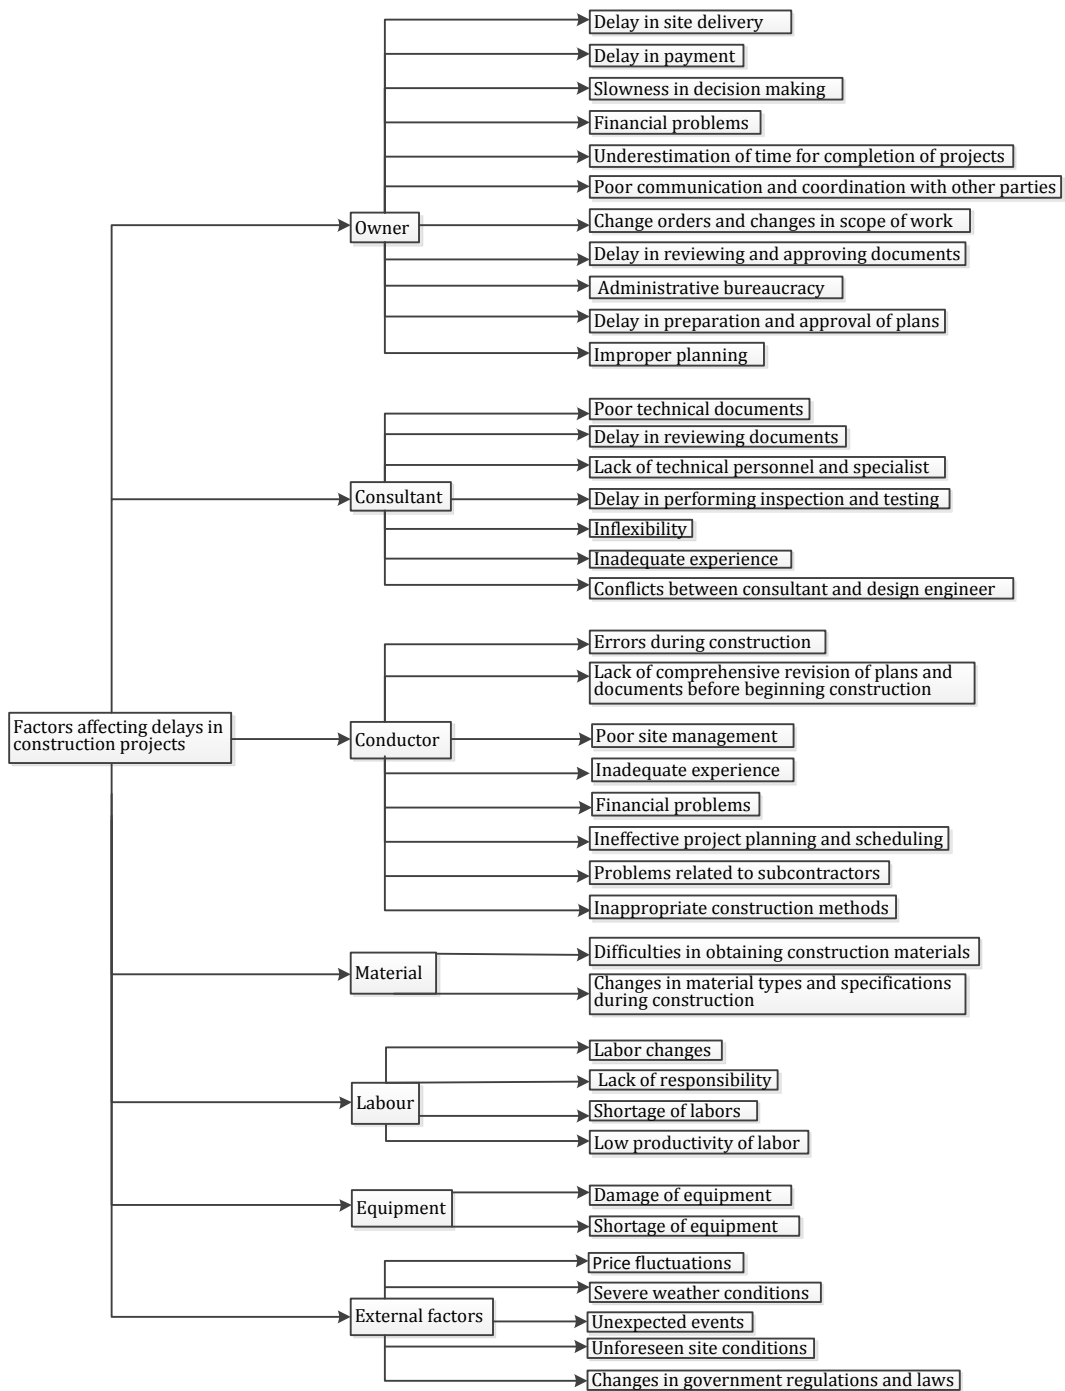 Factors affecting delays in
construction projects
Owner
Delay in site delivery
Delay in payment
Slowness in decision making
Financial problems
Underestimation of time for completion of projects
Poor communication and coordination with other parties
Change orders and changes in scope of work
Delay in reviewing and approving documents
Administrative bureaucracy
Delay in preparation and approval of plans
Improper planning
Consultant
Poor technical documents
Delay in reviewing documents
Lack of technical personnel and specialist
Delay in performing inspection and testing
Inflexibility
Inadequate experience
Conflicts between consultant and design engineer
Conductor
Errors during construction
Lack of comprehensive revision of plans and
documents before beginning construction
Poor site management
Inadequate experience
Financial problems
Ineffective project planning and scheduling
Problems related to subcontractors
Inappropriate construction methods
Material
Difficulties in obtaining construction materials
Changes in material types and specifications
during construction
Labour
Labor changes
Lack of responsibility
Shortage of labors
Low productivity of labor
Equipment
Damage of equipment
Shortage of equipment
External factors
Price fluctuations
Severe weather conditions
Unexpected events
Unforeseen site conditions
Changes in government regulations and laws